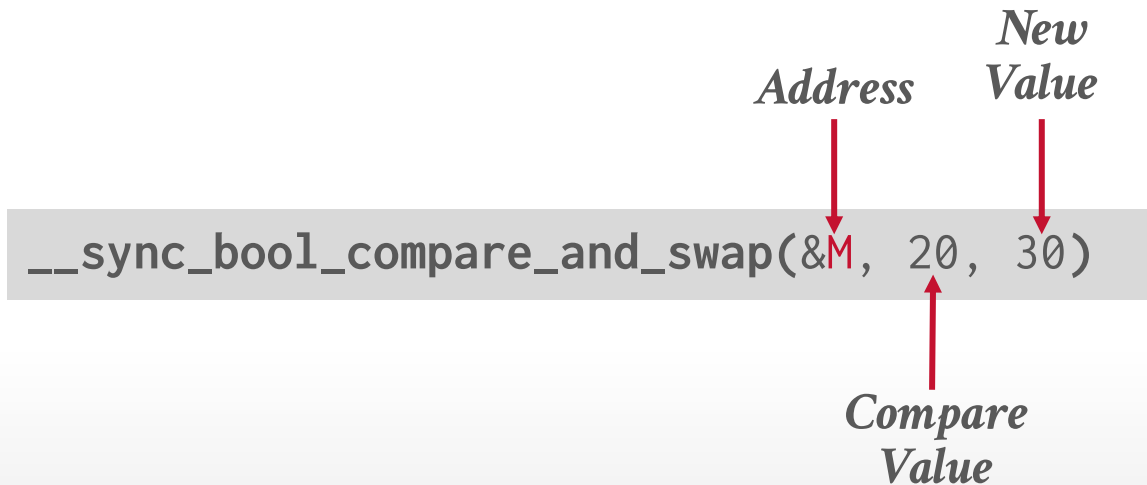 New
Value
Address
__sync_bool_compare_and_swap(&M, 20, 30)
Compare
Value